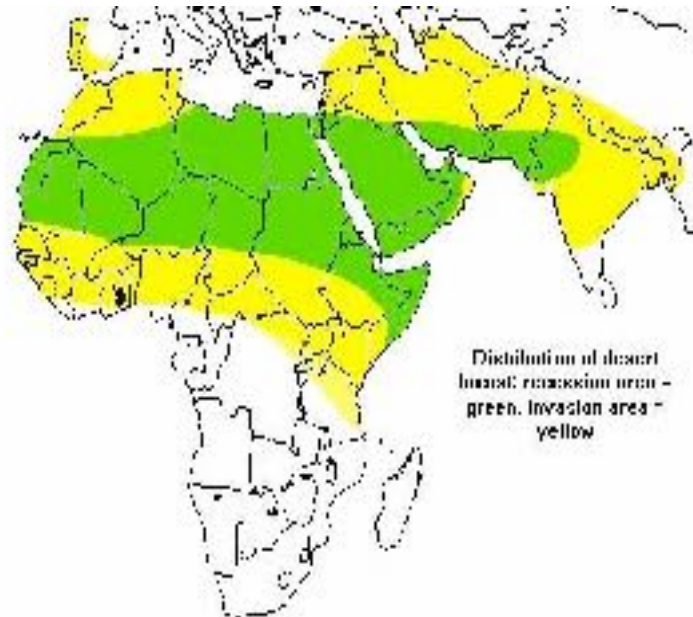 Distribution of desert
locust: recession area =
green, invasion area =
yellow